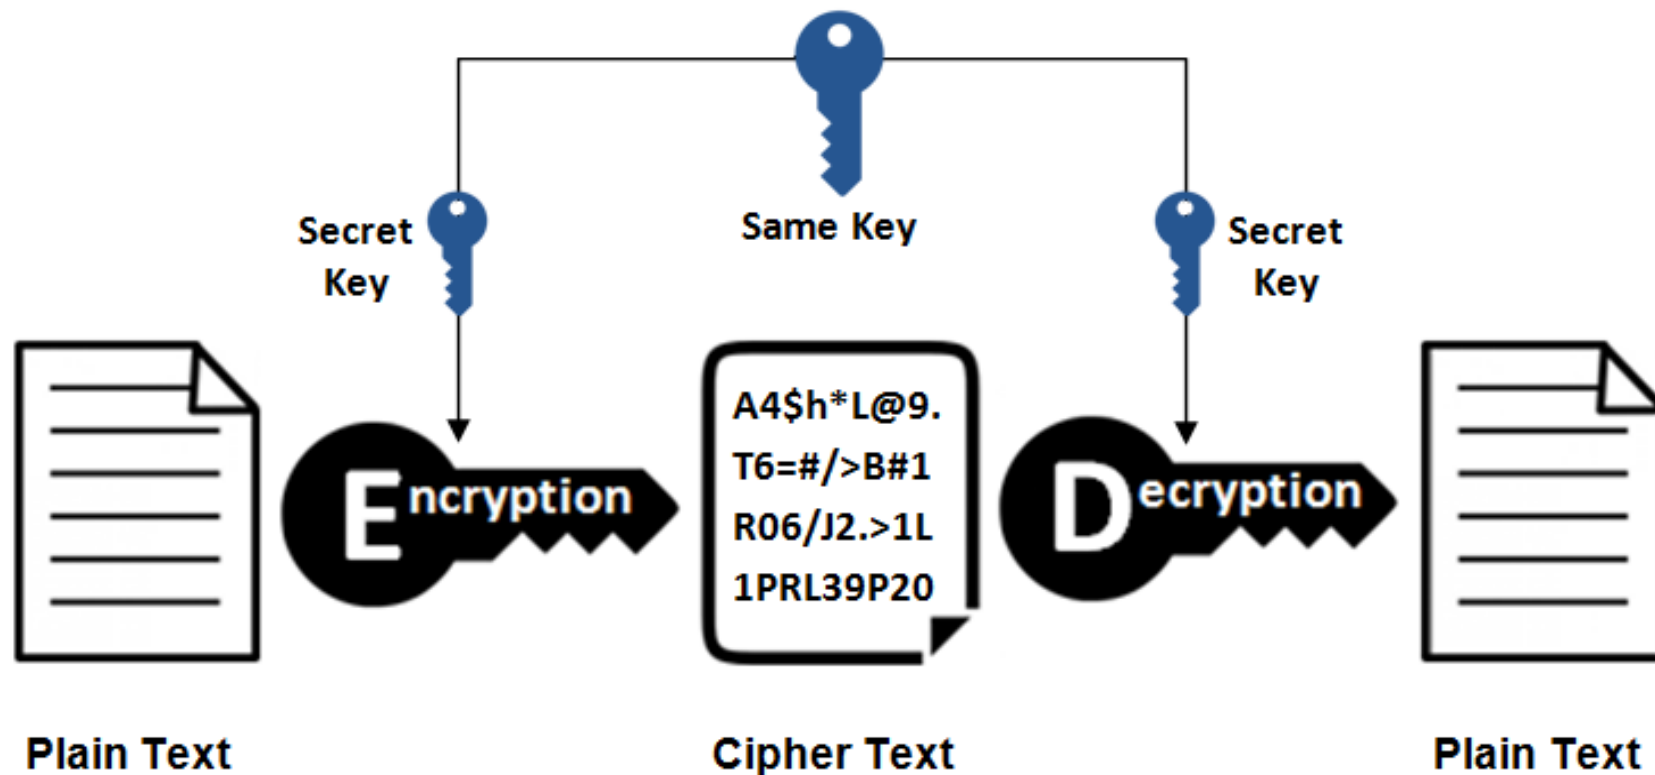 Same Key
Secret
Key
Secret
Key
Encryption
A4$h*L@9.
T6=#/>B#1
R06/J2.>1L
1PRL39P20
Decryption
Plain Text
Cipher Text
Plain Text